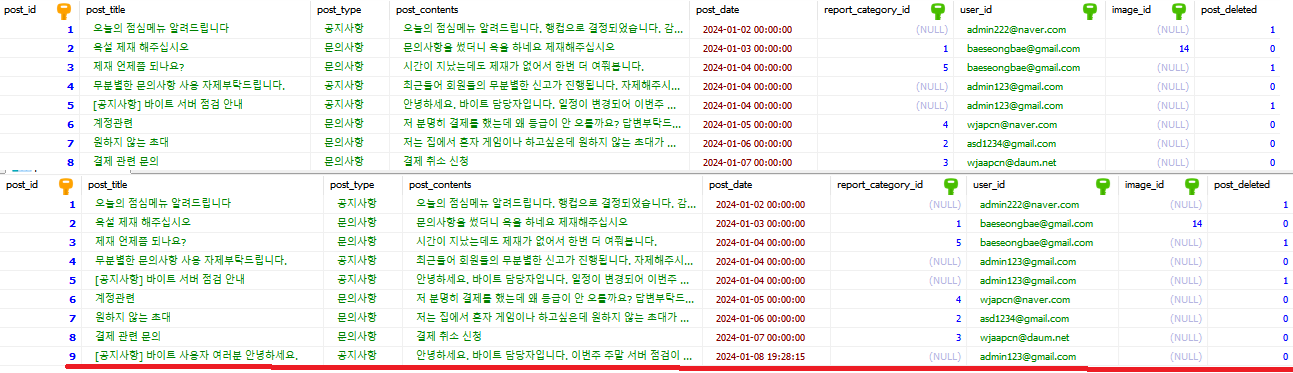 post_id post_title post_type post_contents post_date report_category_id user_id image_id post_deleted
1 오늘의 점심메뉴 알려드립니다 공지사항 오늘의 점심메뉴 알려드립니다. 행컵으로 결정되었습니다. 감... 2024-01-02 00:00:00 (NULL) admin222@naver.com (NULL) 1
2 욕설 제재 해주십시오 문의사항 문의사항을 썼더니 욕을 하네요 제재해주십시오 2024-01-03 00:00:00 1 baeseongbae@gmail.com 14 0
3 제재 언제쯤 되나요? 문의사항 시간이 지났는데도 제재가 없어서 한번 더 여쭤봅니다. 2024-01-04 00:00:00 5 baeseongbae@gmail.com (NULL) 1
4 무분별한 문의사항 사용 자제부탁드립니다. 공지사항 최근들어 회원들의 무분별한 신고가 진행됩니다. 자제해주시... 2024-01-04 00:00:00 (NULL) admin123@gmail.com (NULL) 0
5 [공지사항] 바이트 서버 점검 안내 공지사항 안녕하세요. 바이트 담당자입니다. 일정이 변경되어 이번주 ... 2024-01-04 00:00:00 (NULL) admin123@gmail.com (NULL) 1
6 계정관련 문의사항 저 분명히 결제를 했는데 왜 등급이 안 오를까요? 답변부탁드... 2024-01-05 00:00:00 4 wjapcn@naver.com (NULL) 0
7 원하지 않는 초대 문의사항 저는 집에서 혼자 게임이나 하고싶은데 원하지 않는 초대가 ... 2024-01-06 00:00:00 2 asd1234@gmail.com (NULL) 0
8 결제 관련 문의 문의사항 결제 취소 신청 2024-01-07 00:00:00 3 wjaapcn@daum.net (NULL) 0
post_id post_title post_type post_contents post_date report_category_id user_id image_id post_deleted
1 오늘의 점심메뉴 알려드립니다 공지사항 오늘의 점심메뉴 알려드립니다. 행컵으로 결정되었습니다. 감... 2024-01-02 00:00:00 (NULL) admin222@naver.com (NULL) 1
2 욕설 제재 해주십시오 문의사항 문의사항을 썼더니 욕을 하네요 제재해주십시오 2024-01-03 00:00:00 1 baeseongbae@gmail.com 14 0
3 제재 언제쯤 되나요? 문의사항 시간이 지났는데도 제재가 없어서 한번 더 여쭤봅니다. 2024-01-04 00:00:00 5 baeseongbae@gmail.com (NULL) 1
4 무분별한 문의사항 사용 자제부탁드립니다. 공지사항 최근들어 회원들의 무분별한 신고가 진행됩니다. 자제해주시... 2024-01-04 00:00:00 (NULL) admin123@gmail.com (NULL) 0
5 [공지사항] 바이트 서버 점검 안내 공지사항 안녕하세요. 바이트 담당자입니다. 일정이 변경되어 이번주 ... 2024-01-04 00:00:00 (NULL) admin123@gmail.com (NULL) 1
6 계정관련 문의사항 저 분명히 결제를 했는데 왜 등급이 안 오를까요? 답변부탁드... 2024-01-05 00:00:00 4 wjapcn@naver.com (NULL) 0
7 원하지 않는 초대 문의사항 저는 집에서 혼자 게임이나 하고싶은데 원하지 않는 초대가 ... 2024-01-06 00:00:00 2 asd1234@gmail.com (NULL) 0
8 결제 관련 문의 문의사항 결제 취소 신청 2024-01-07 00:00:00 3 wjaapcn@daum.net (NULL) 0
9 [공지사항] 바이트 사용자 여러분 안녕하세요. 공지사항 안녕하세요. 바이트 담당자입니다. 이번주 주말 서버 점검이 ... 2024-01-08 19:28:15 (NULL) admin123@gmail.com (NULL) 0